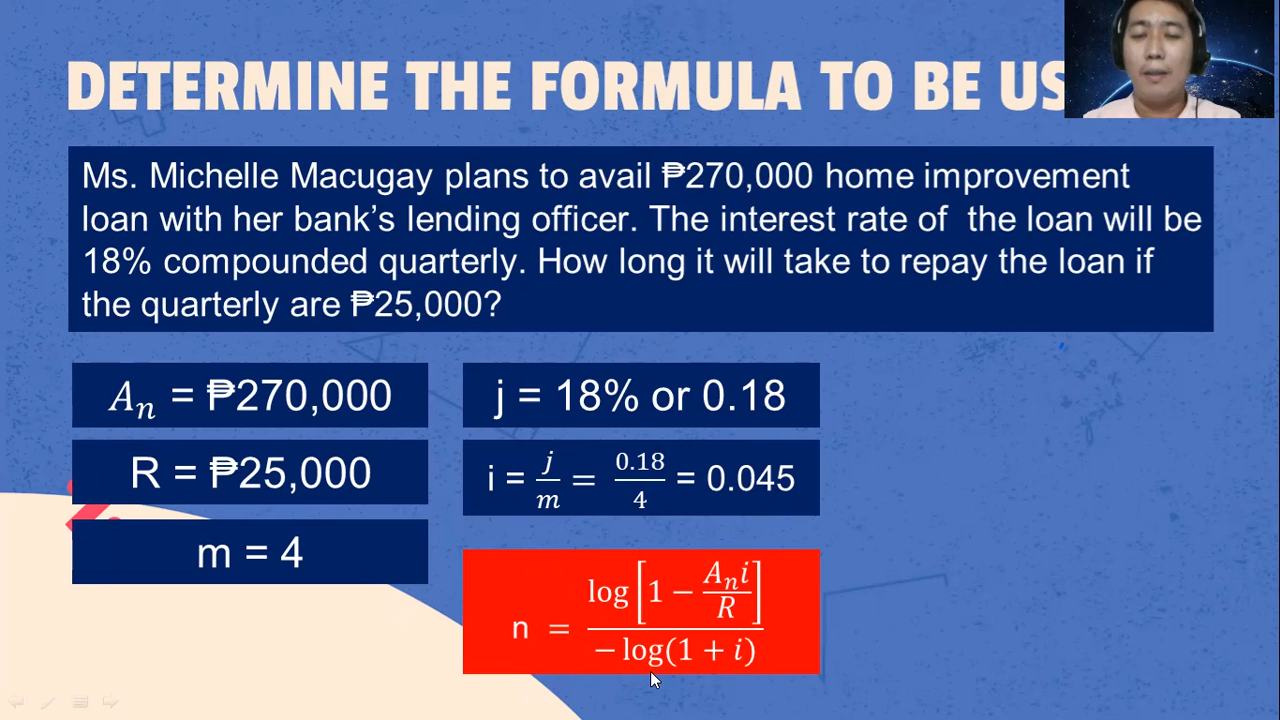 DETERMINE THE FORMULA TO BE US
Ms. Michelle Macugay plans to avail ₱270,000 home improvement
loan with her bank’s lending officer. The interest rate of the loan will be
18% compounded quarterly. How long it will take to repay the loan if
the quarterly are ₱25,000?
Aₙ = ₱270,000
j = 18% or 0.18
R = ₱25,000
i = j/m = 0.18/4 = 0.045
m = 4
n = log[1 − Aₙi/R] / −log(1 + i)